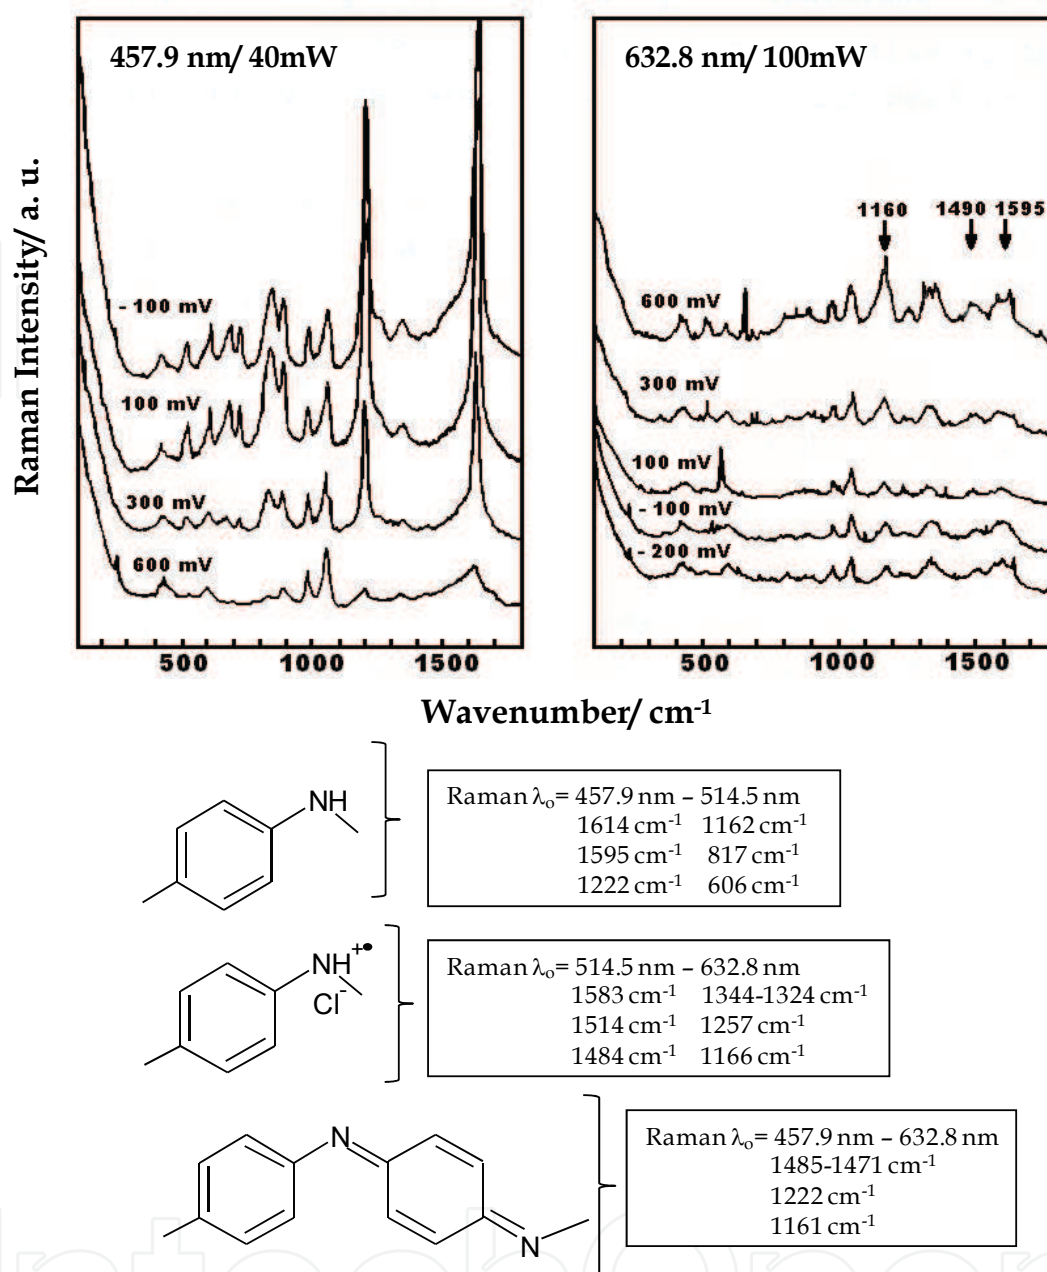 457.9 nm/ 40mW
632.8 nm/ 100mW
Raman Intensity/ a. u.
1160 1490 1595
- 100 mV
100 mV
300 mV
600 mV
600 mV
300 mV
100 mV
- 100 mV
- 200 mV
500 1000 1500
500 1000 1500
Wavenumber/ cm-1
NH
Raman λo= 457.9 nm – 514.5 nm
1614 cm-1 1162 cm-1
1595 cm-1 817 cm-1
1222 cm-1 606 cm-1
NH+•
Cl-
Raman λo= 514.5 nm – 632.8 nm
1583 cm-1 1344-1324 cm-1
1514 cm-1 1257 cm-1
1484 cm-1 1166 cm-1
N
N
Raman λo= 457.9 nm – 632.8 nm
1485-1471 cm-1
1222 cm-1
1161 cm-1